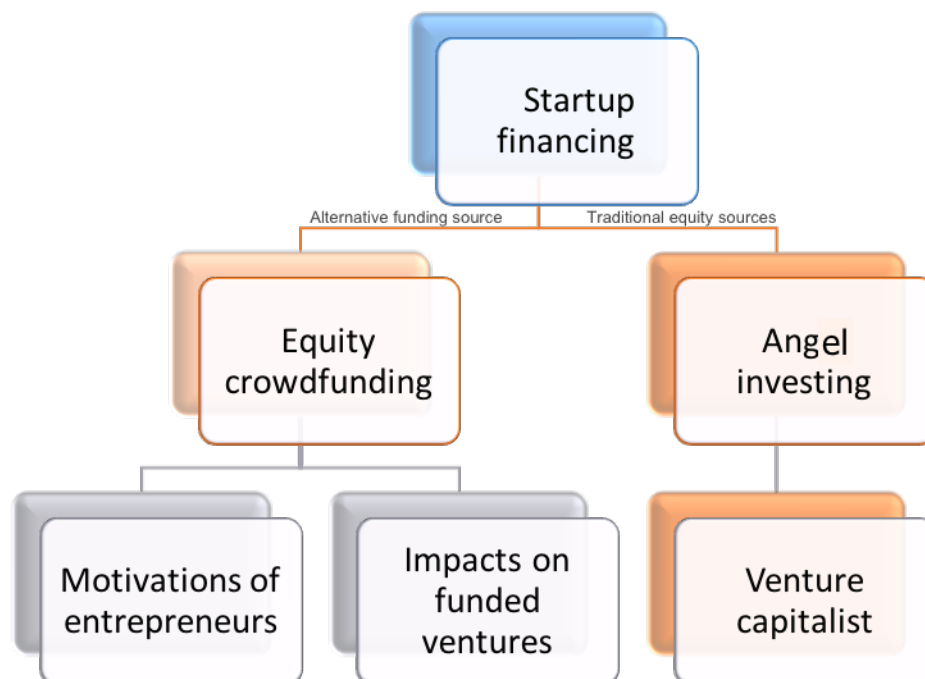 Startup
financing
Alternative funding source
Traditional equity sources
Equity
crowdfunding
Angel
investing
Motivations of
entrepreneurs
Impacts on
funded
ventures
Venture
capitalist